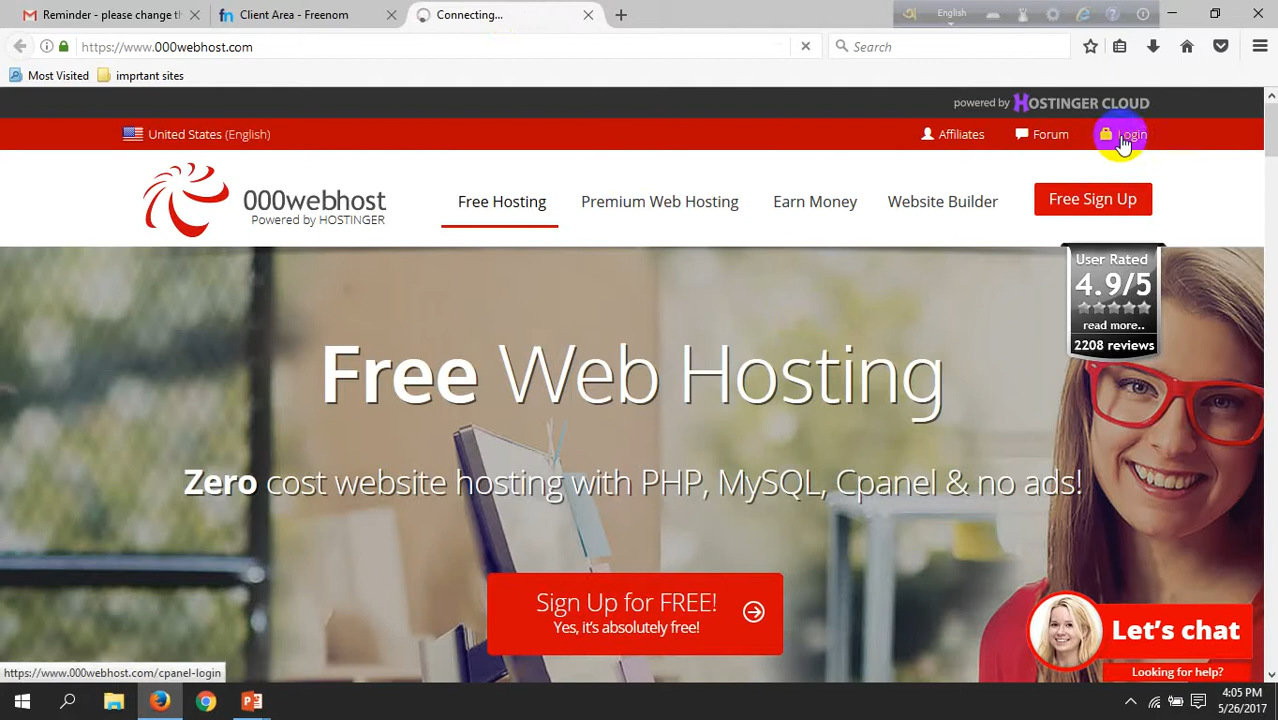 Reminder - please change th
Client Area - Freenom
Connecting...
English
https://www.000webhost.com
Search
Most Visited
imprtant sites
powered by HOSTINGER CLOUD
United States (English)
Affiliates
Forum
Login
000webhost
Powered by HOSTINGER
Free Hosting
Premium Web Hosting
Earn Money
Website Builder
Free Sign Up
User Rated
4.9/5
read more..
2208 reviews
Free Web Hosting
Zero cost website hosting with PHP, MySQL, Cpanel & no ads!
Sign Up for FREE!
Yes, it's absolutely free!
Let's chat
Looking for help?
https://www.000webhost.com/cpanel-login
4:05 PM
5/26/2017